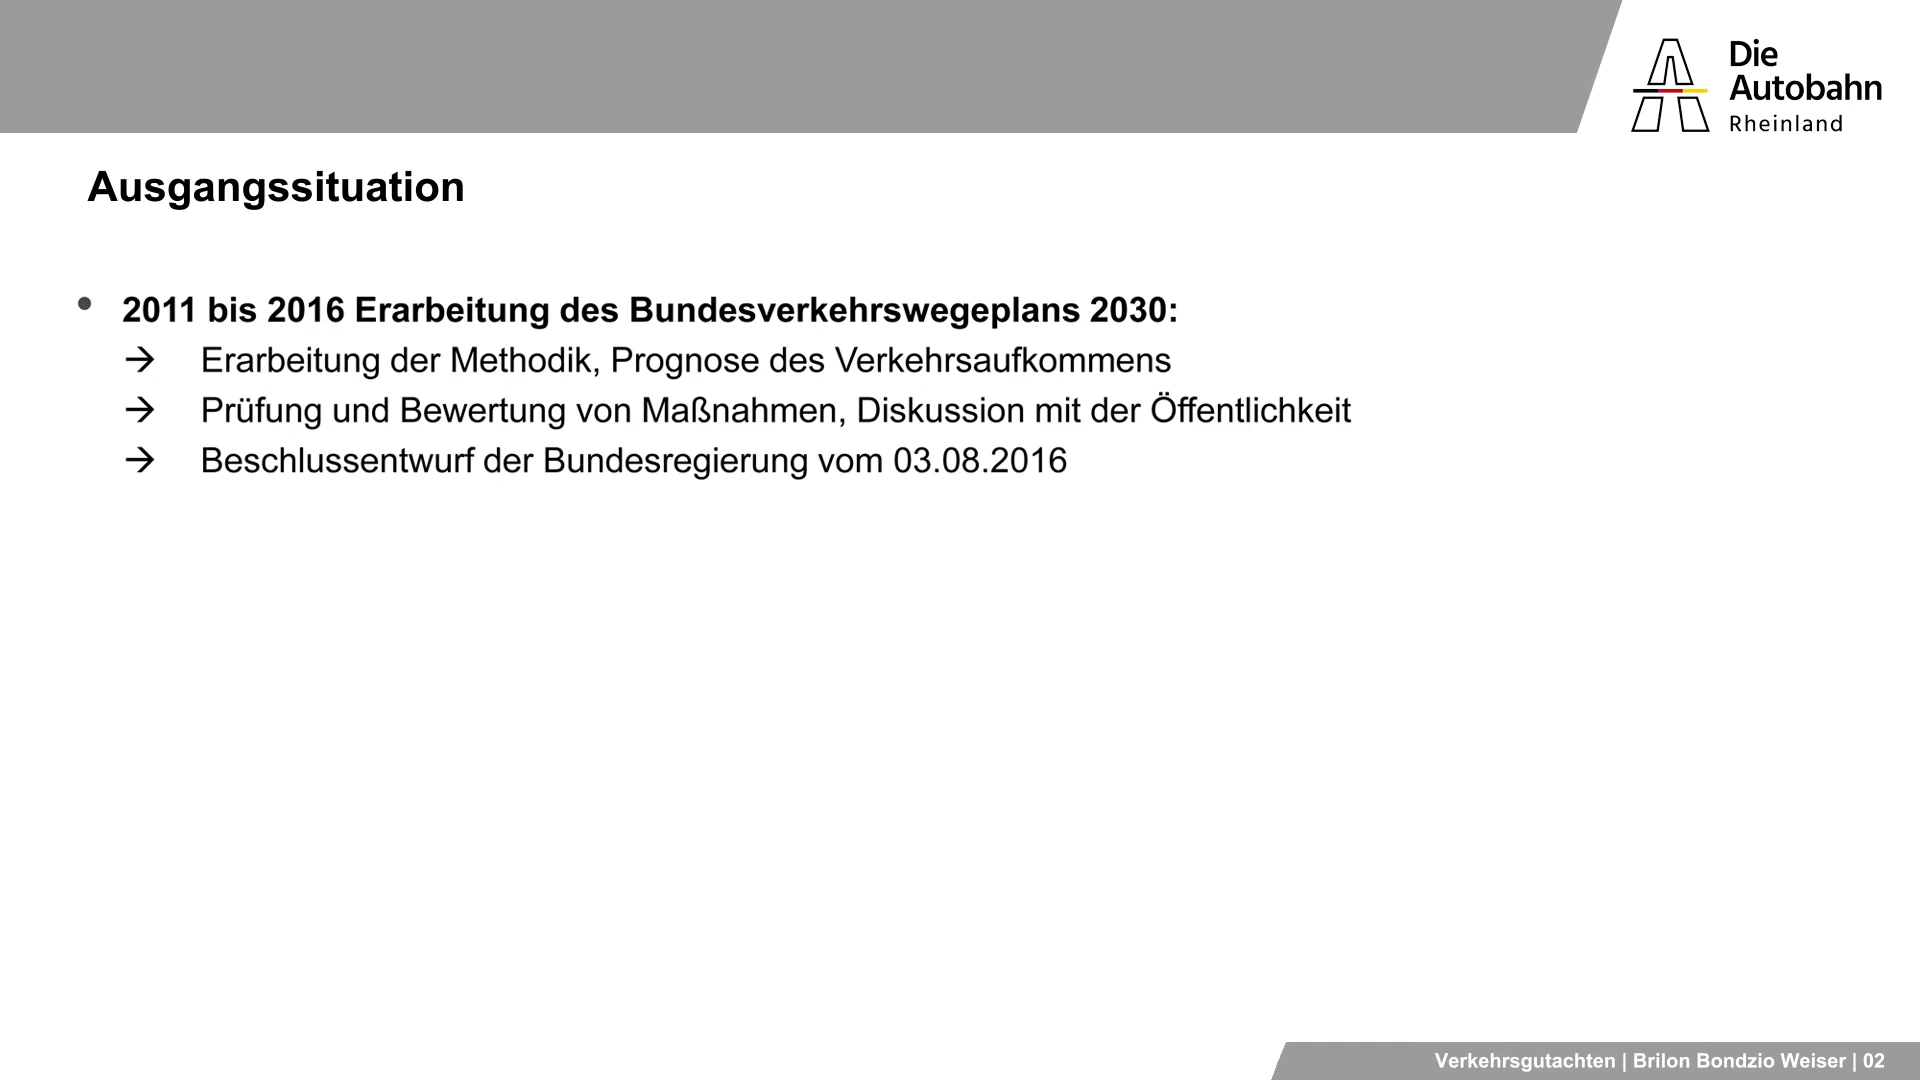 Die
Autobahn
Rheinland
Ausgangssituation
• 2011 bis 2016 Erarbeitung des Bundesverkehrswegeplans 2030:
→ Erarbeitung der Methodik, Prognose des Verkehrsaufkommens
→ Prüfung und Bewertung von Maßnahmen, Diskussion mit der Öffentlichkeit
→ Beschlussentwurf der Bundesregierung vom 03.08.2016
Verkehrsgutachten | Brilon Bondzio Weiser | 02